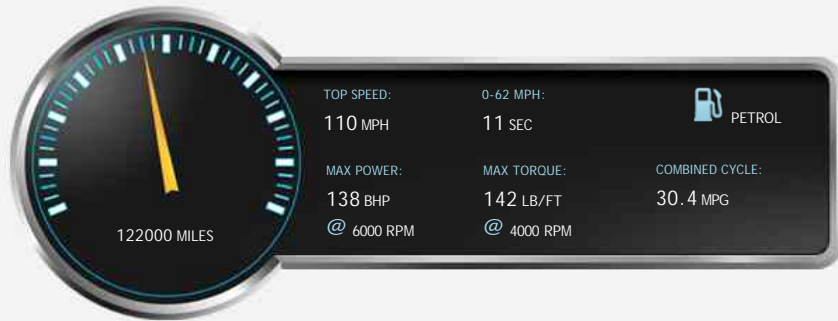 TOP SPEED:
110 MPH
0-62 MPH:
11 SEC
PETROL
MAX POWER:
138 BHP
@ 6000 RPM
MAX TORQUE:
142 LB/FT
@ 4000 RPM
COMBINED CYCLE:
30.4 MPG
122000 MILES